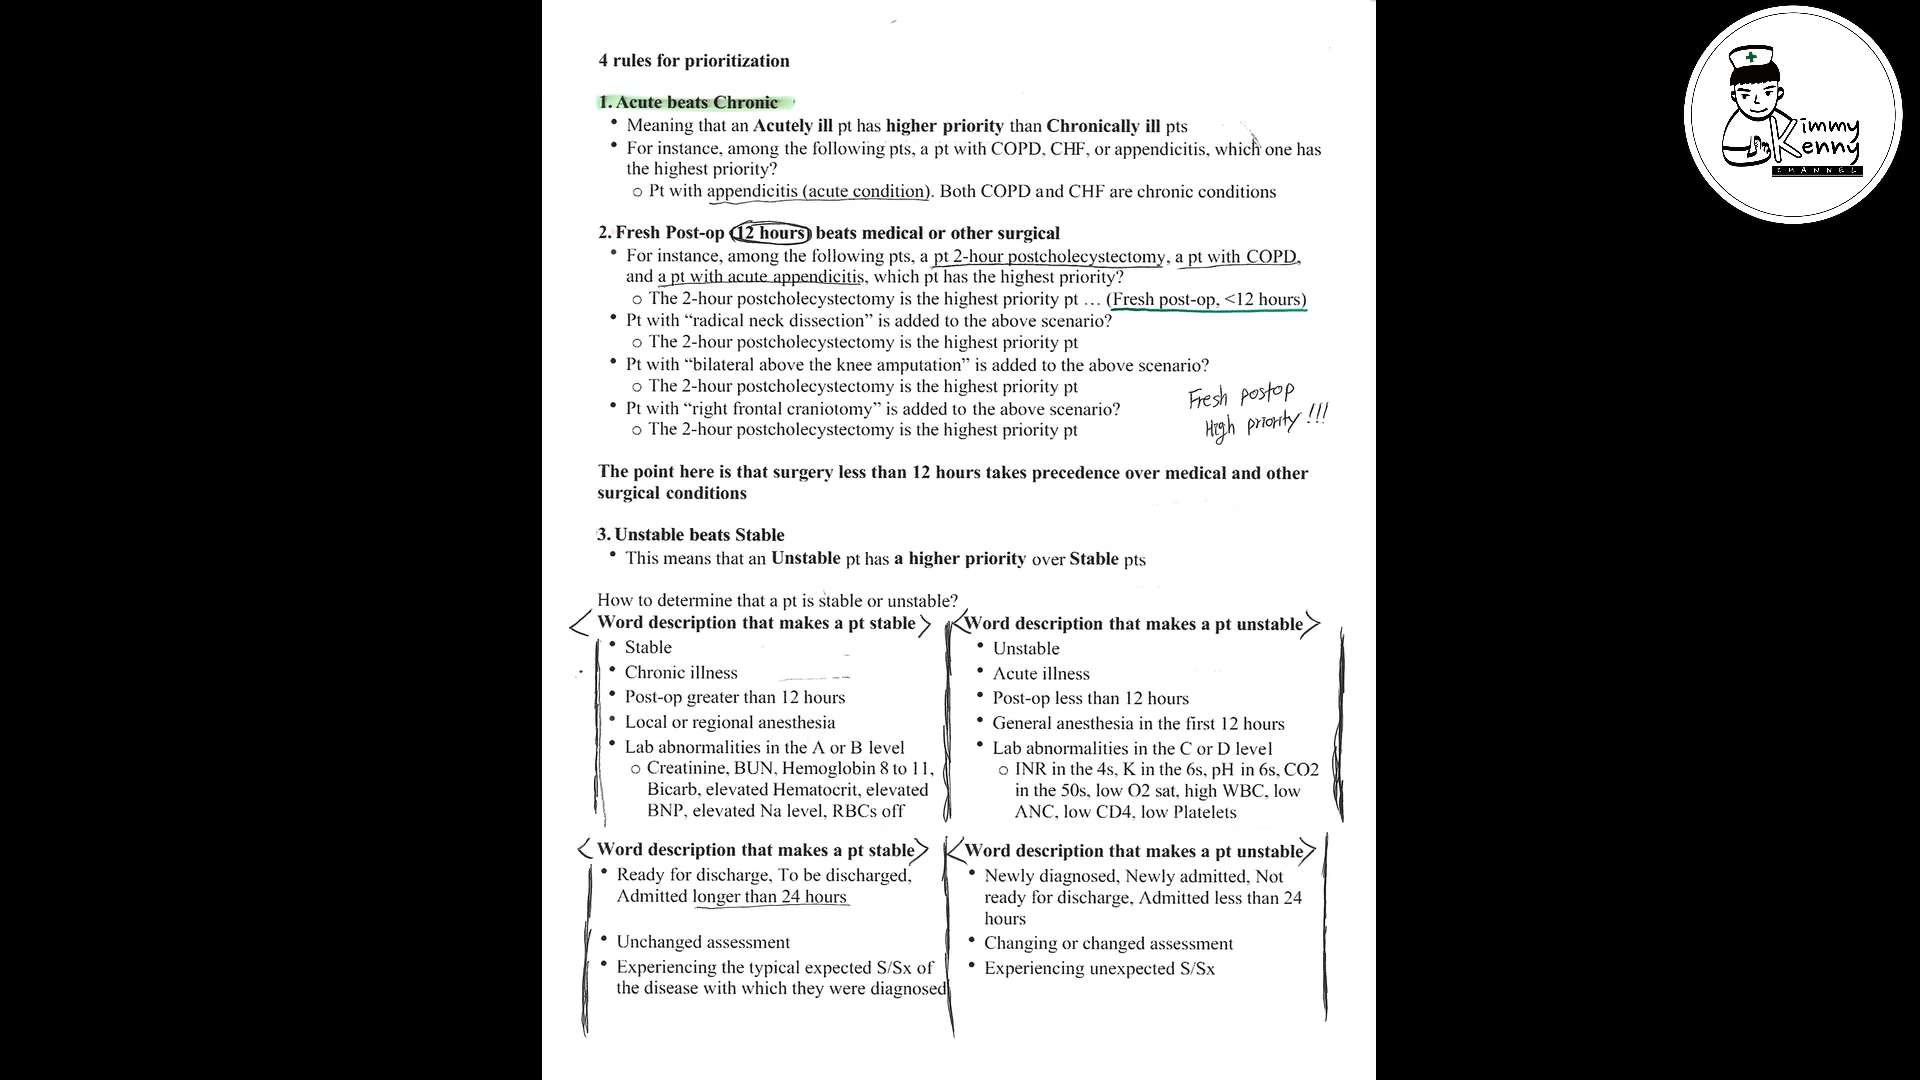 4 rules for prioritization
1. Acute beats Chronic
• Meaning that an Acutely ill pt has higher priority than Chronically ill pts
• For instance, among the following pts, a pt with COPD, CHF, or appendicitis, which one has
the highest priority?
o Pt with appendicitis (acute condition). Both COPD and CHF are chronic conditions
2. Fresh Post-op (12 hours) beats medical or other surgical
• For instance, among the following pts, a pt 2-hour postcholecystectomy, a pt with COPD,
and a pt with acute appendicitis, which pt has the highest priority?
o The 2-hour postcholecystectomy is the highest priority pt … (Fresh post-op, <12 hours)
• Pt with “radical neck dissection” is added to the above scenario?
o The 2-hour postcholecystectomy is the highest priority pt
• Pt with “bilateral above the knee amputation” is added to the above scenario?
o The 2-hour postcholecystectomy is the highest priority pt
• Pt with “right frontal craniotomy” is added to the above scenario?
o The 2-hour postcholecystectomy is the highest priority pt
Fresh postop
High priority!!!
The point here is that surgery less than 12 hours takes precedence over medical and other
surgical conditions
3. Unstable beats Stable
• This means that an Unstable pt has a higher priority over Stable pts
How to determine that a pt is stable or unstable?
Word description that makes a pt stable
• Stable
• Chronic illness
• Post-op greater than 12 hours
• Local or regional anesthesia
• Lab abnormalities in the A or B level
o Creatinine, BUN, Hemoglobin 8 to 11,
Bicarb, elevated Hematocrit, elevated
BNP, elevated Na level, RBCs off
Word description that makes a pt unstable
• Unstable
• Acute illness
• Post-op less than 12 hours
• General anesthesia in the first 12 hours
• Lab abnormalities in the C or D level
o INR in the 4s, K in the 6s, pH in 6s, CO2
in the 50s, low O2 sat, high WBC, low
ANC, low CD4, low Platelets
Word description that makes a pt stable
• Ready for discharge, To be discharged,
Admitted longer than 24 hours
• Unchanged assessment
• Experiencing the typical expected S/Sx of
the disease with which they were diagnosed
Word description that makes a pt unstable
• Newly diagnosed, Newly admitted, Not
ready for discharge, Admitted less than 24
hours
• Changing or changed assessment
• Experiencing unexpected S/Sx
Kimmy
Kenny
CHANNEL